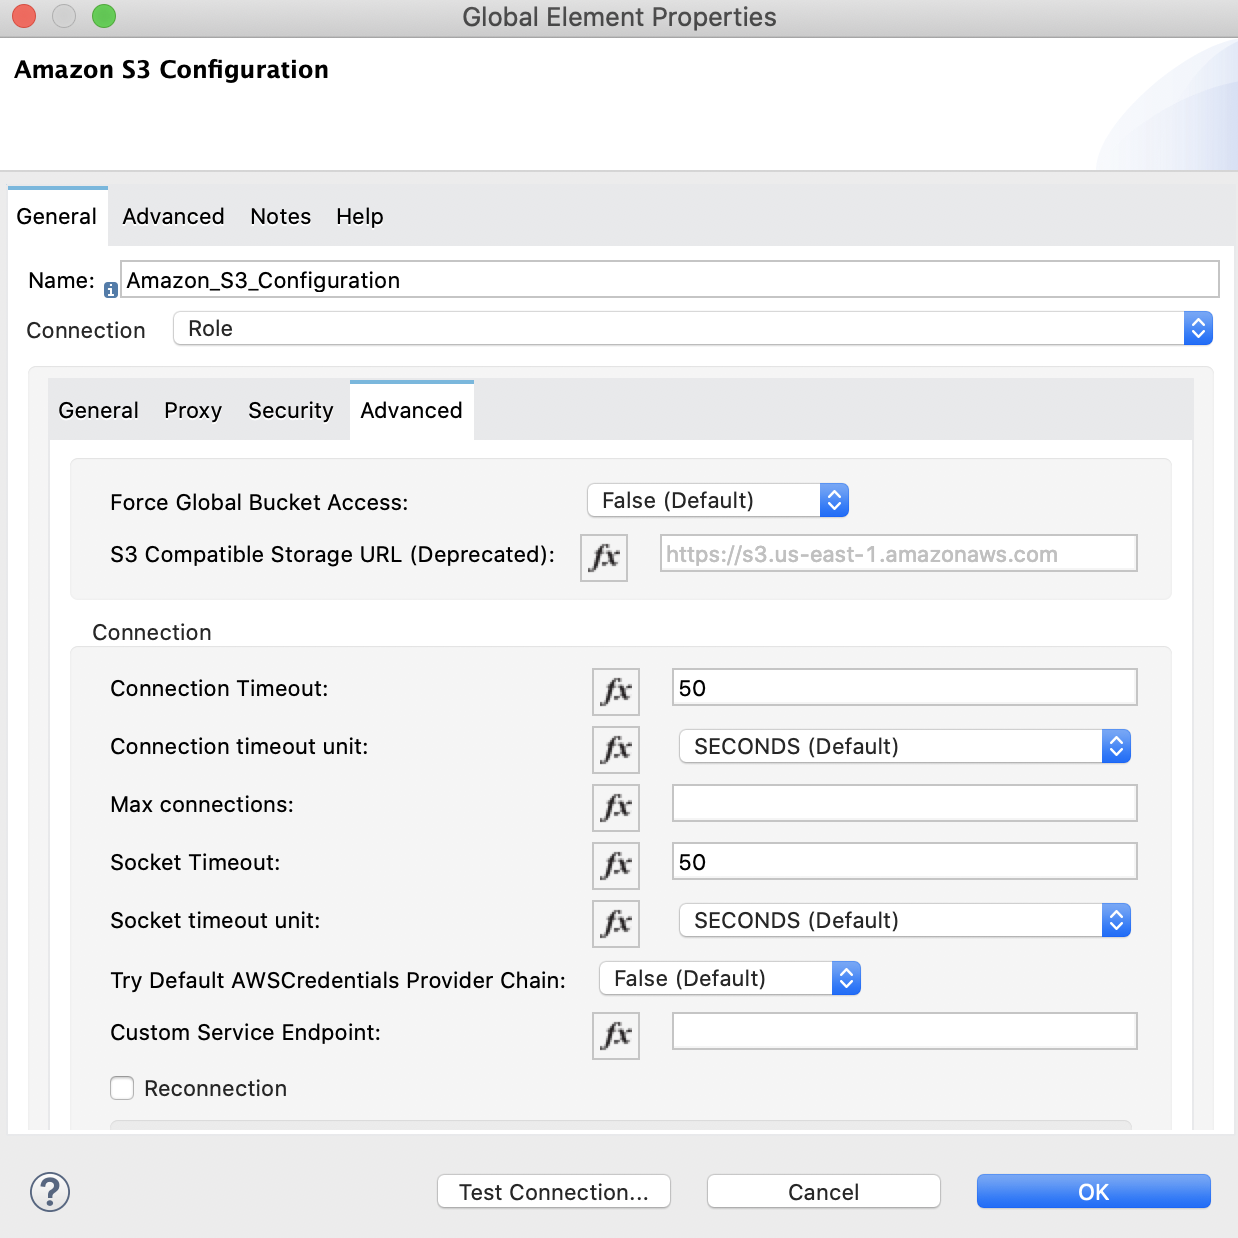 Global Element Properties
Amazon S3 Configuration
General Advanced Notes Help
Name: i Amazon_S3_Configuration
Connection Role
General Proxy Security Advanced
Force Global Bucket Access: False (Default)
S3 Compatible Storage URL (Deprecated): fx https://s3.us-east-1.amazonaws.com
Connection
Connection Timeout: fx 50
Connection timeout unit: fx SECONDS (Default)
Max connections: fx
Socket Timeout: fx 50
Socket timeout unit: fx SECONDS (Default)
Try Default AWSCredentials Provider Chain: False (Default)
Custom Service Endpoint: fx
Reconnection
? Test Connection... Cancel OK